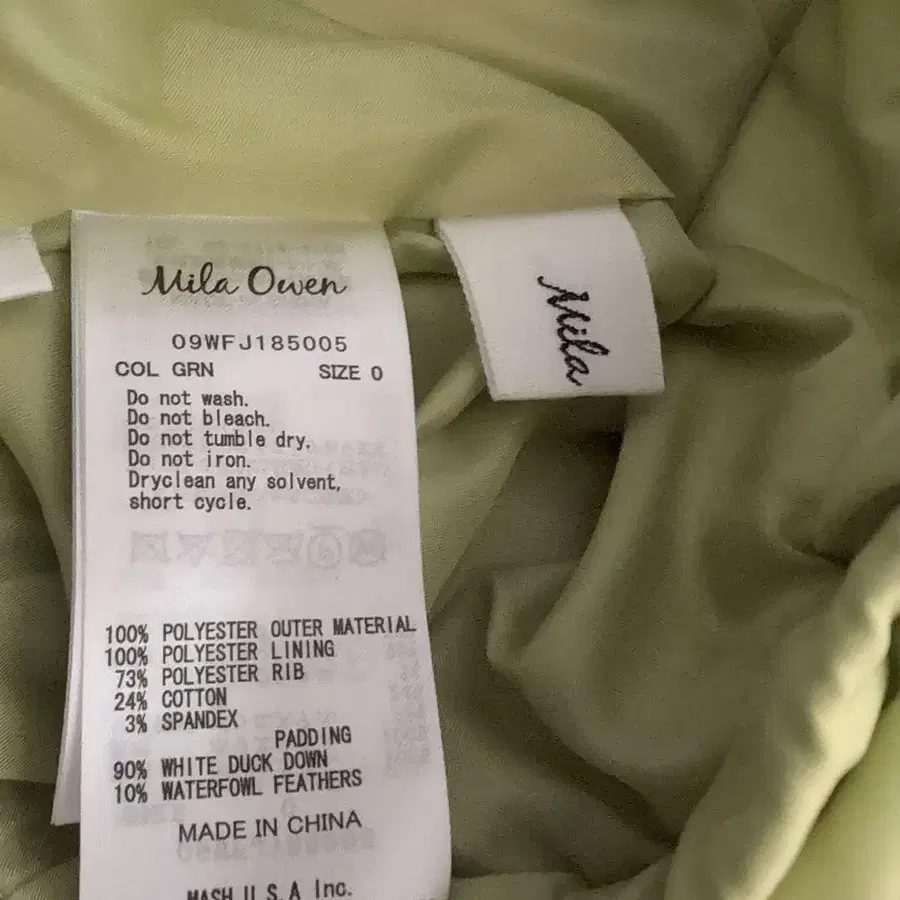 Mila Owen
09WFJ185005
COL GRN SIZE 0
Do not wash.
Do not bleach.
Do not tumble dry.
Do not iron.
Dryclean any solvent,
short cycle.
100% POLYESTER OUTER MATERIAL
100% POLYESTER LINING
73% POLYESTER RIB
24% COTTON
3% SPANDEX
PADDING
90% WHITE DUCK DOWN
10% WATERFOWL FEATHERS
MADE IN CHINA
MASH U.S.A Inc.
Mila